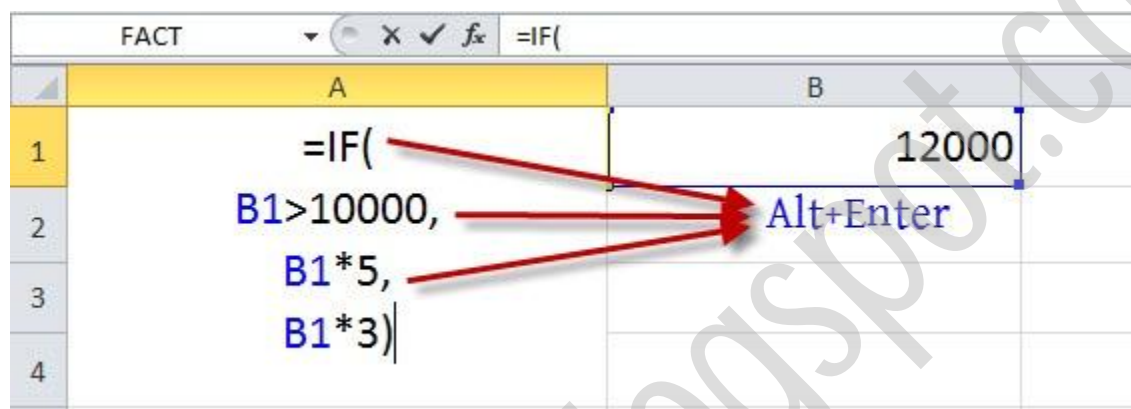 FACT fx =IF(
A B
1 =IF( 12000
2 B1>10000, Alt+Enter
3 B1*5,
B1*3)
4